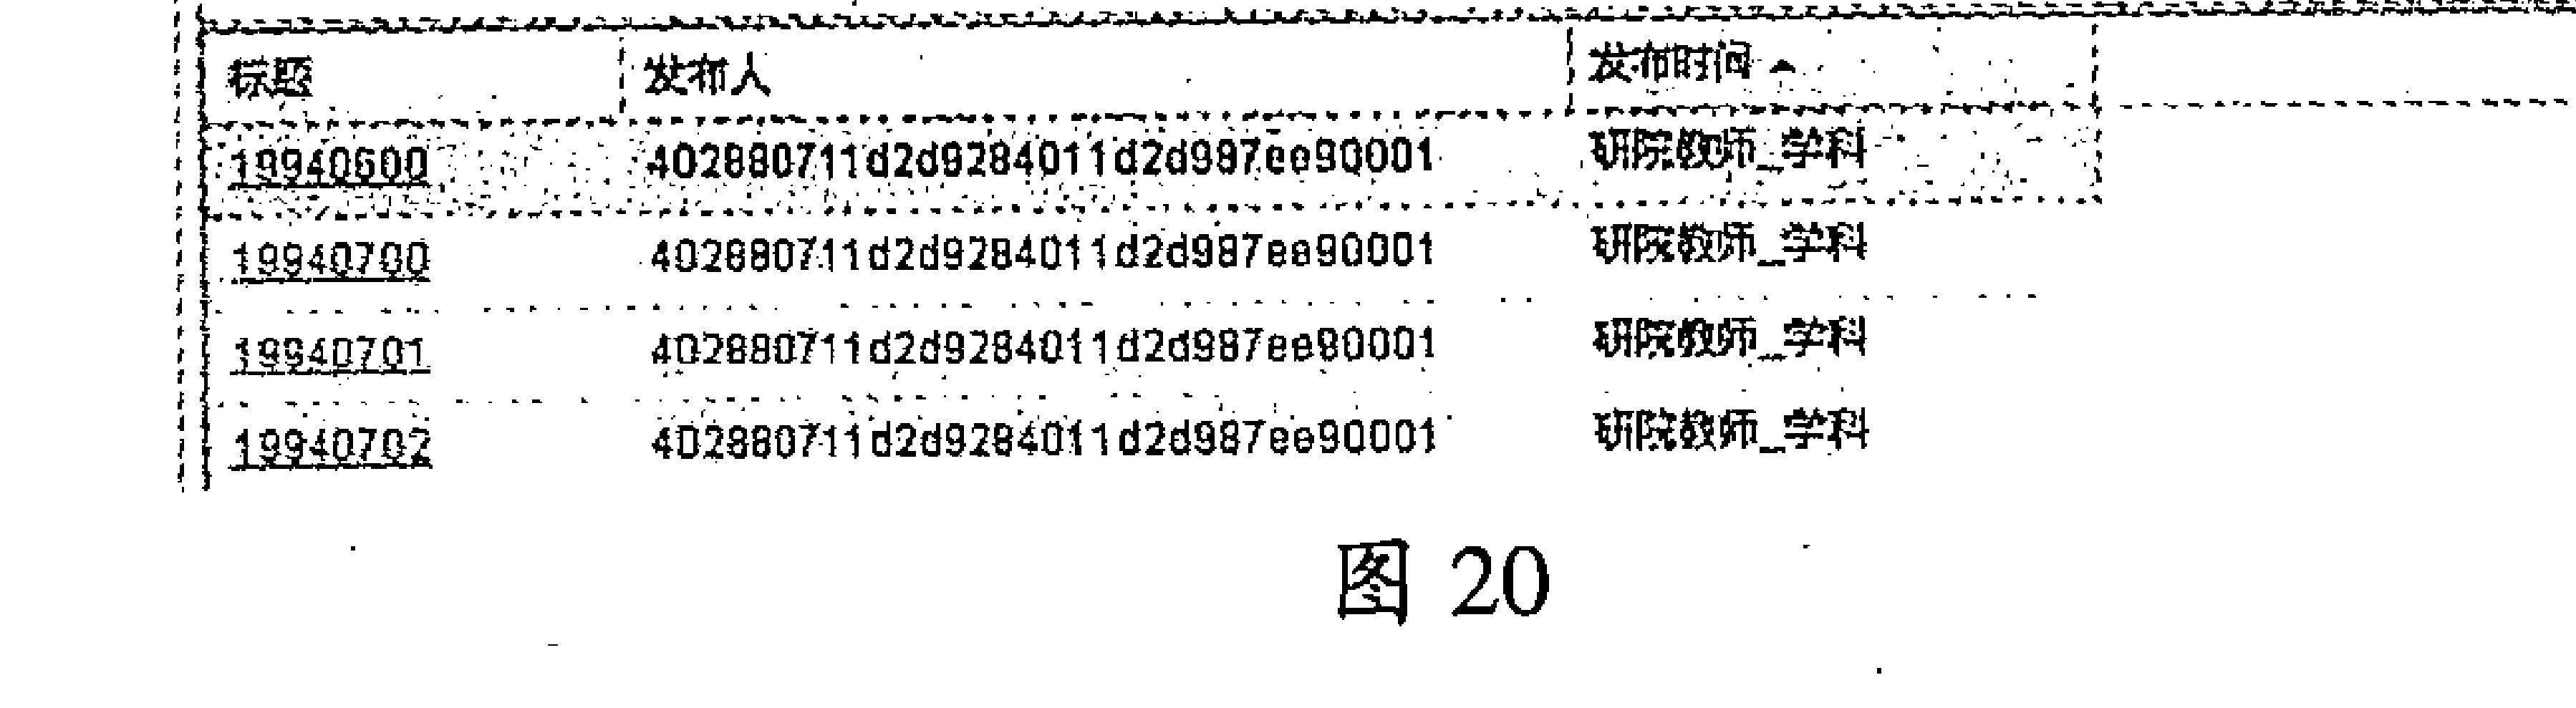 标题 发布人 发布时间
19940600 402880711d2d9284011d2d987ee90001 研院教师_学科
19940700 402880711d2d9284011d2d987ee90001 研院教师_学科
19940701 402880711d2d9284011d2d987ee90001 研院教师_学科
19940702 402880711d2d9284011d2d987ee90001 研院教师_学科
图 20